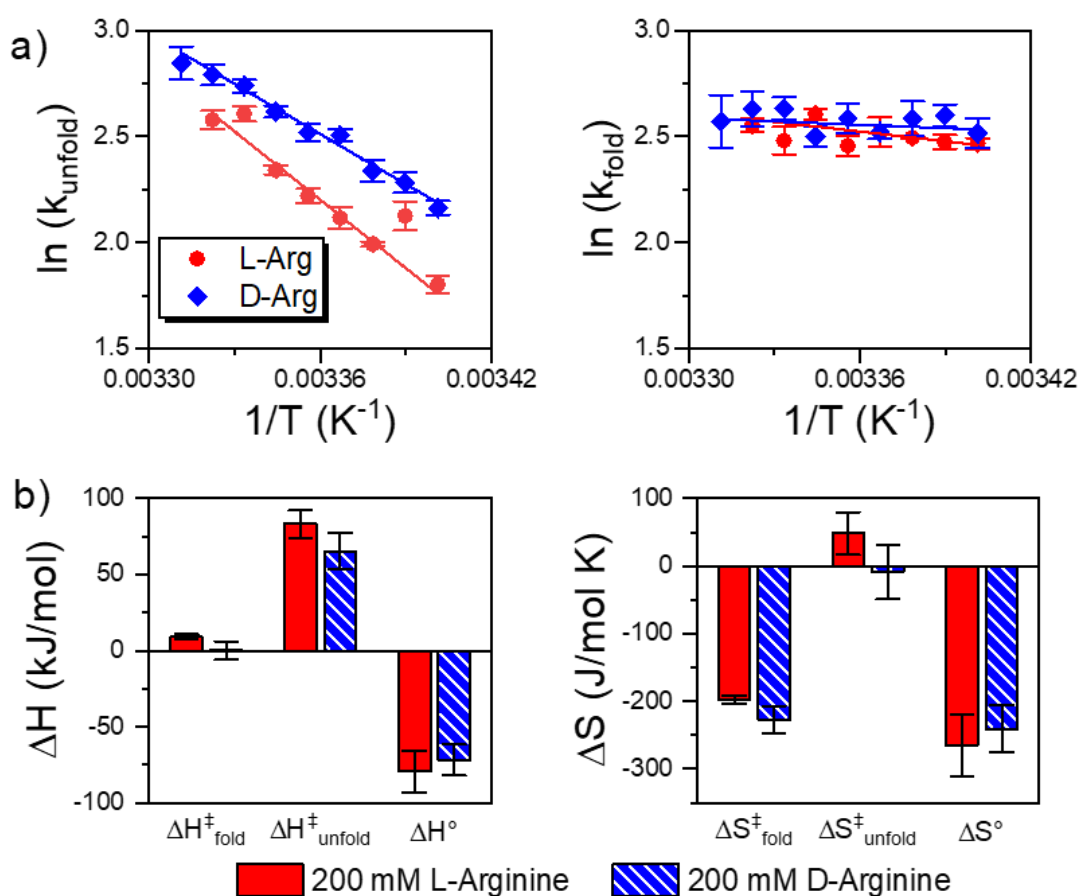 a)
ln (k_unfold)
3.0
2.5
2.0
1.5
L-Arg
D-Arg
0.00330 0.00336 0.00342
1/T (K⁻¹)
ln (k_fold)
3.0
2.5
2.0
1.5
0.00330 0.00336 0.00342
1/T (K⁻¹)
b)
ΔH (kJ/mol)
100
50
0
-50
-100
ΔH‡fold ΔH‡unfold ΔH°
ΔS (J/mol K)
100
0
-100
-200
-300
ΔS‡fold ΔS‡unfold ΔS°
200 mM L-Arginine 200 mM D-Arginine